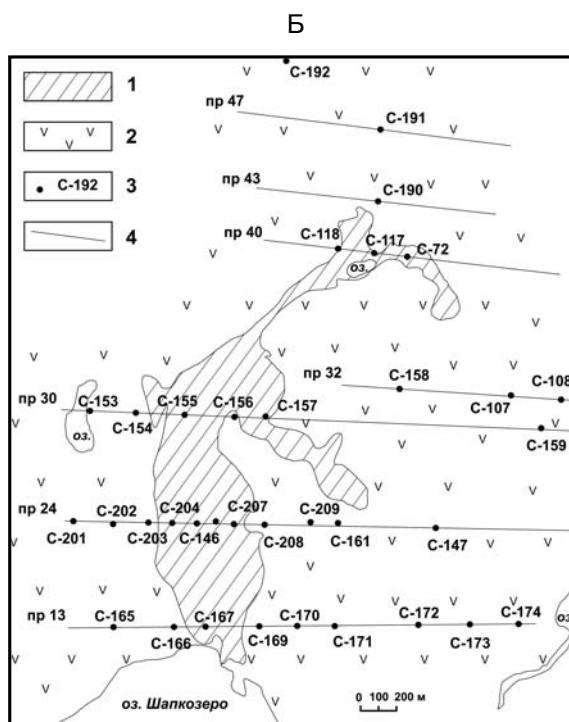 Б
C-192
1
пр 47
C-191
2
пр 43
C-190
C-192
3
пр 40
C-118
C-117
C-72
4
оз.
пр 32
C-158
C-108
C-107
пр 30
C-153
C-155
C-156
C-157
C-154
C-159
оз.
пр 24
C-202
C-204
C-207
C-209
C-201
C-203
C-146
C-208
C-161
C-147
пр 13
C-165
C-167
C-170
C-172
C-174
оз
C-166
C-169
C-171
C-173
оз. Шапкозеро
0 100 200 м